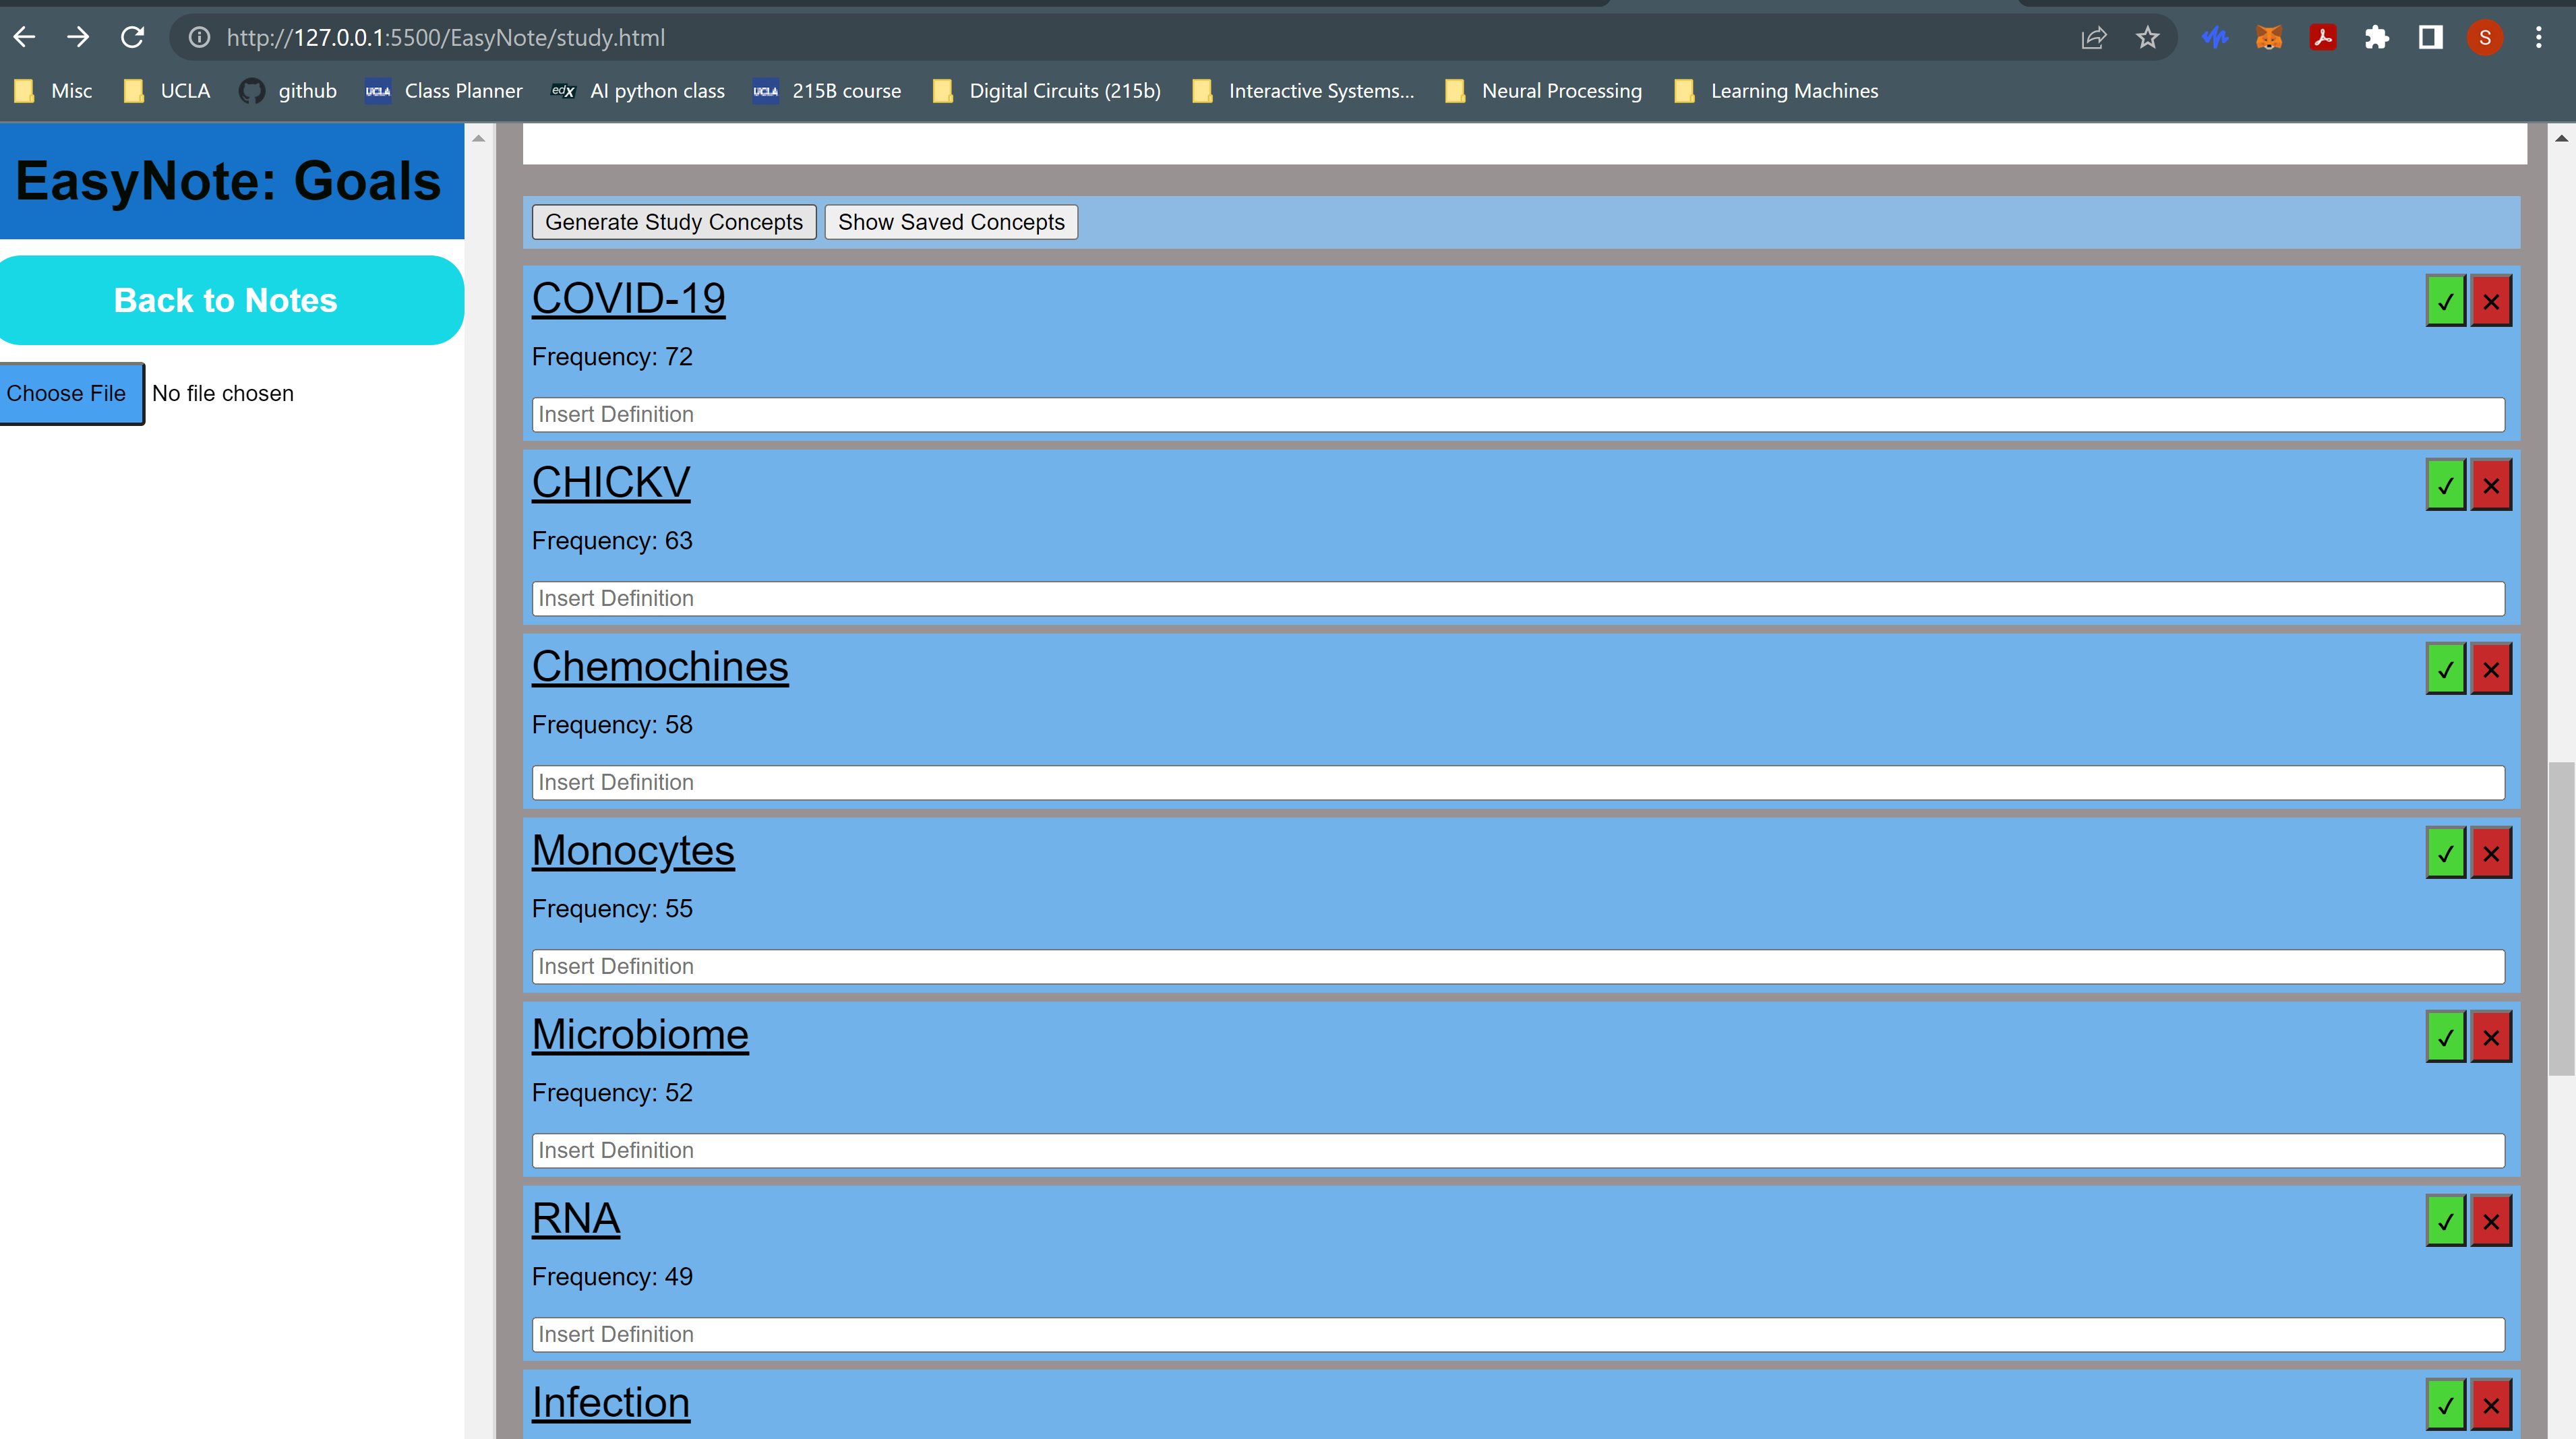 http://127.0.0.1:5500/EasyNote/study.html
S
Misc UCLA github UCLA Class Planner edX AI python class UCLA 215B course Digital Circuits (215b) Interactive Systems... Neural Processing Learning Machines
EasyNote: Goals
Back to Notes
Choose File No file chosen
Generate Study Concepts Show Saved Concepts
COVID-19 ✓ ✕
Frequency: 72
Insert Definition
CHICKV ✓ ✕
Frequency: 63
Insert Definition
Chemochines ✓ ✕
Frequency: 58
Insert Definition
Monocytes ✓ ✕
Frequency: 55
Insert Definition
Microbiome ✓ ✕
Frequency: 52
Insert Definition
RNA ✓ ✕
Frequency: 49
Insert Definition
Infection ✓ ✕